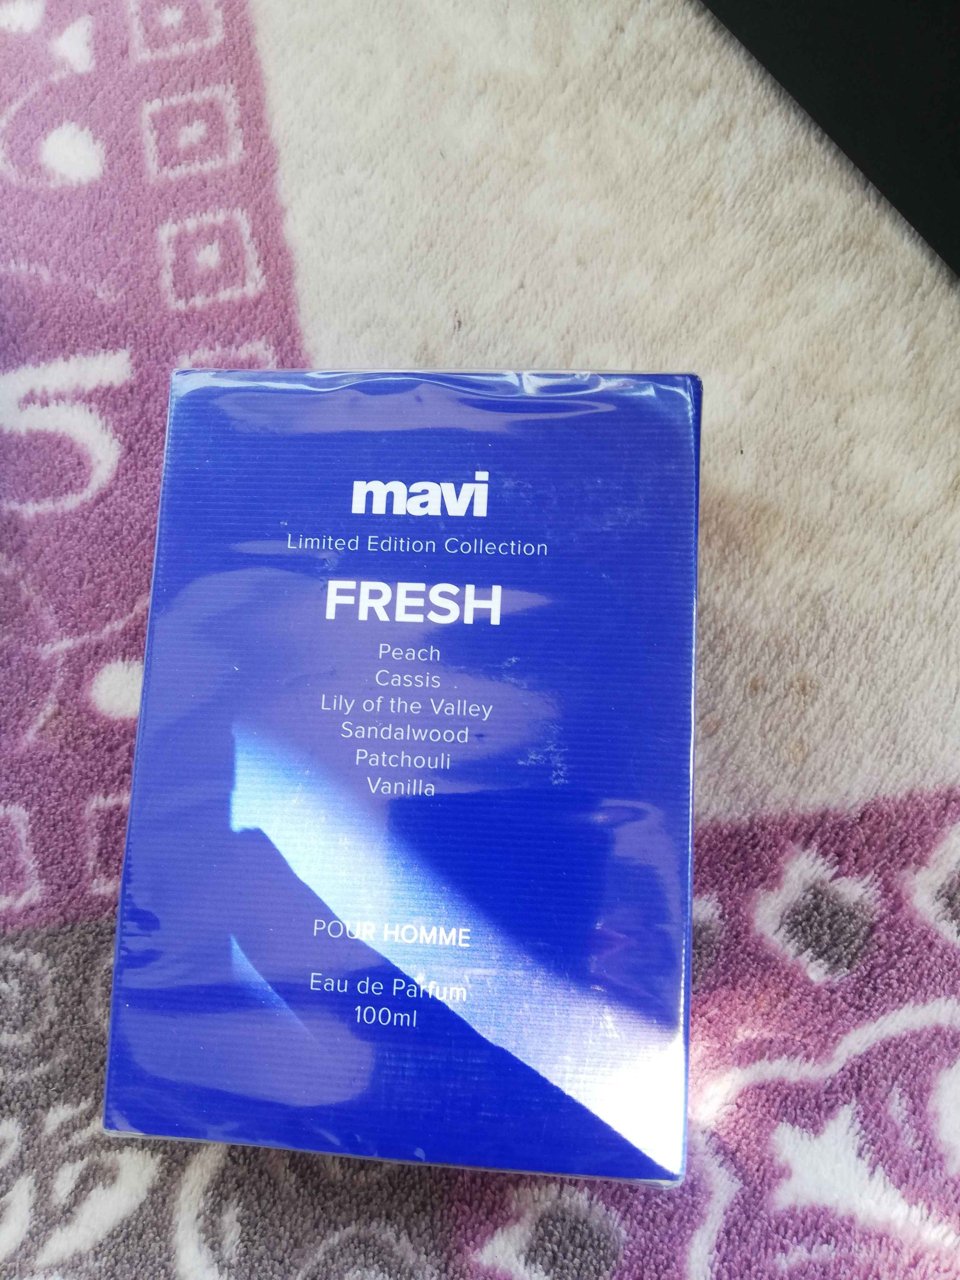 mavi
Limited Edition Collection
FRESH
Peach
Cassis
Lily of the Valley
Sandalwood
Patchouli
Vanilla
POUR HOMME
Eau de Parfum
100ml